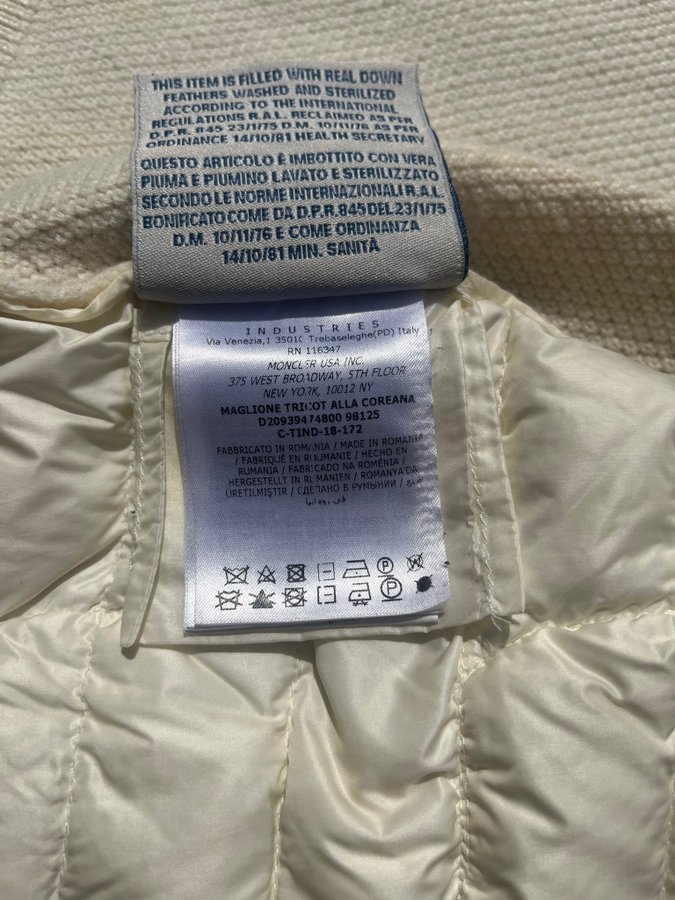 THIS ITEM IS FILLED WITH REAL DOWN
FEATHERS WASHED AND STERILIZED
ACCORDING TO THE INTERNATIONAL
REGULATIONS R.A.L. RECLAIMED AS PER
D.P.R. 845 23/1/75 D.M. 10/11/76 AS PER
ORDINANCE 14/10/81 HEALTH SECRETARY
QUESTO ARTICOLO È IMBOTTITO CON VERA
PIUMA E PIUMINO LAVATO E STERILIZZATO
SECONDO LE NORME INTERNAZIONALI R.A.L.
BONIFICATO COME DA D.P.R. 845 DEL 23/1/75
D.M. 10/11/76 E COME ORDINANZA
14/10/81 MIN. SANITÀ
INDUSTRIES
Via Venezia,1 35010 Trebaseleghe(PD) Italy
RN 116347
MONCLER USA INC.
375 WEST BROADWAY, 5TH FLOOR
NEW YORK, 10012 NY
MAGLIONE TRICOT ALLA COREANA
D20939474800 98125
C-TIND-18-172
FABBRICATO IN ROMANIA / MADE IN ROMANIA
/ FABRIQUÉ EN ROUMANIE / HECHO EN
RUMANIA / FABRICADO NA ROMÉNIA /
HERGESTELLT IN RUMÄNIEN / ROMANYA'DA
ÜRETILMIŞTIR / СДЕЛАНО В РУМЫНИИ / صنع
في رومانيا